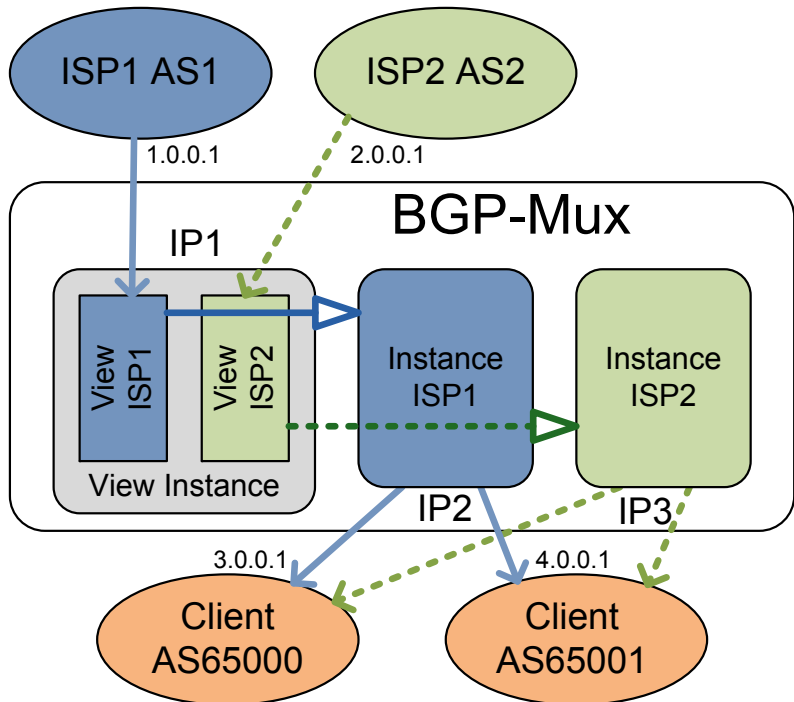 ISP1 AS1
ISP2 AS2
1.0.0.1
2.0.0.1
BGP-Mux
IP1
View
ISP1
View
ISP2
View Instance
Instance
ISP1
Instance
ISP2
IP2
IP3
3.0.0.1
4.0.0.1
Client
AS65000
Client
AS65001